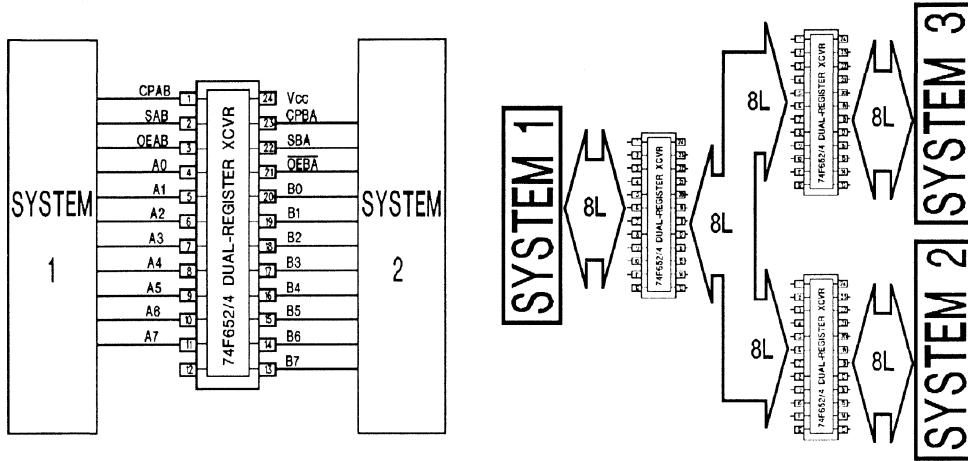 CPAB
SAB
OEAB
A0
A1
A2
A3
A4
A5
A6
A7
1
2
3
4
5
6
7
8
9
10
11
12
74F652/4 DUAL-REGISTER XCVR
24
23
22
21
20
19
18
17
16
15
14
13
Vcc
CPBA
SBA
OEBA
B0
B1
B2
B3
B4
B5
B6
B7
SYSTEM
1
SYSTEM
2
SYSTEM 1
8L
74F652/4 DUAL-REGISTER XCVR
8L
8L
74F652/4 DUAL-REGISTER XCVR
8L
SYSTEM 3
8L
74F652/4 DUAL-REGISTER XCVR
8L
SYSTEM 2